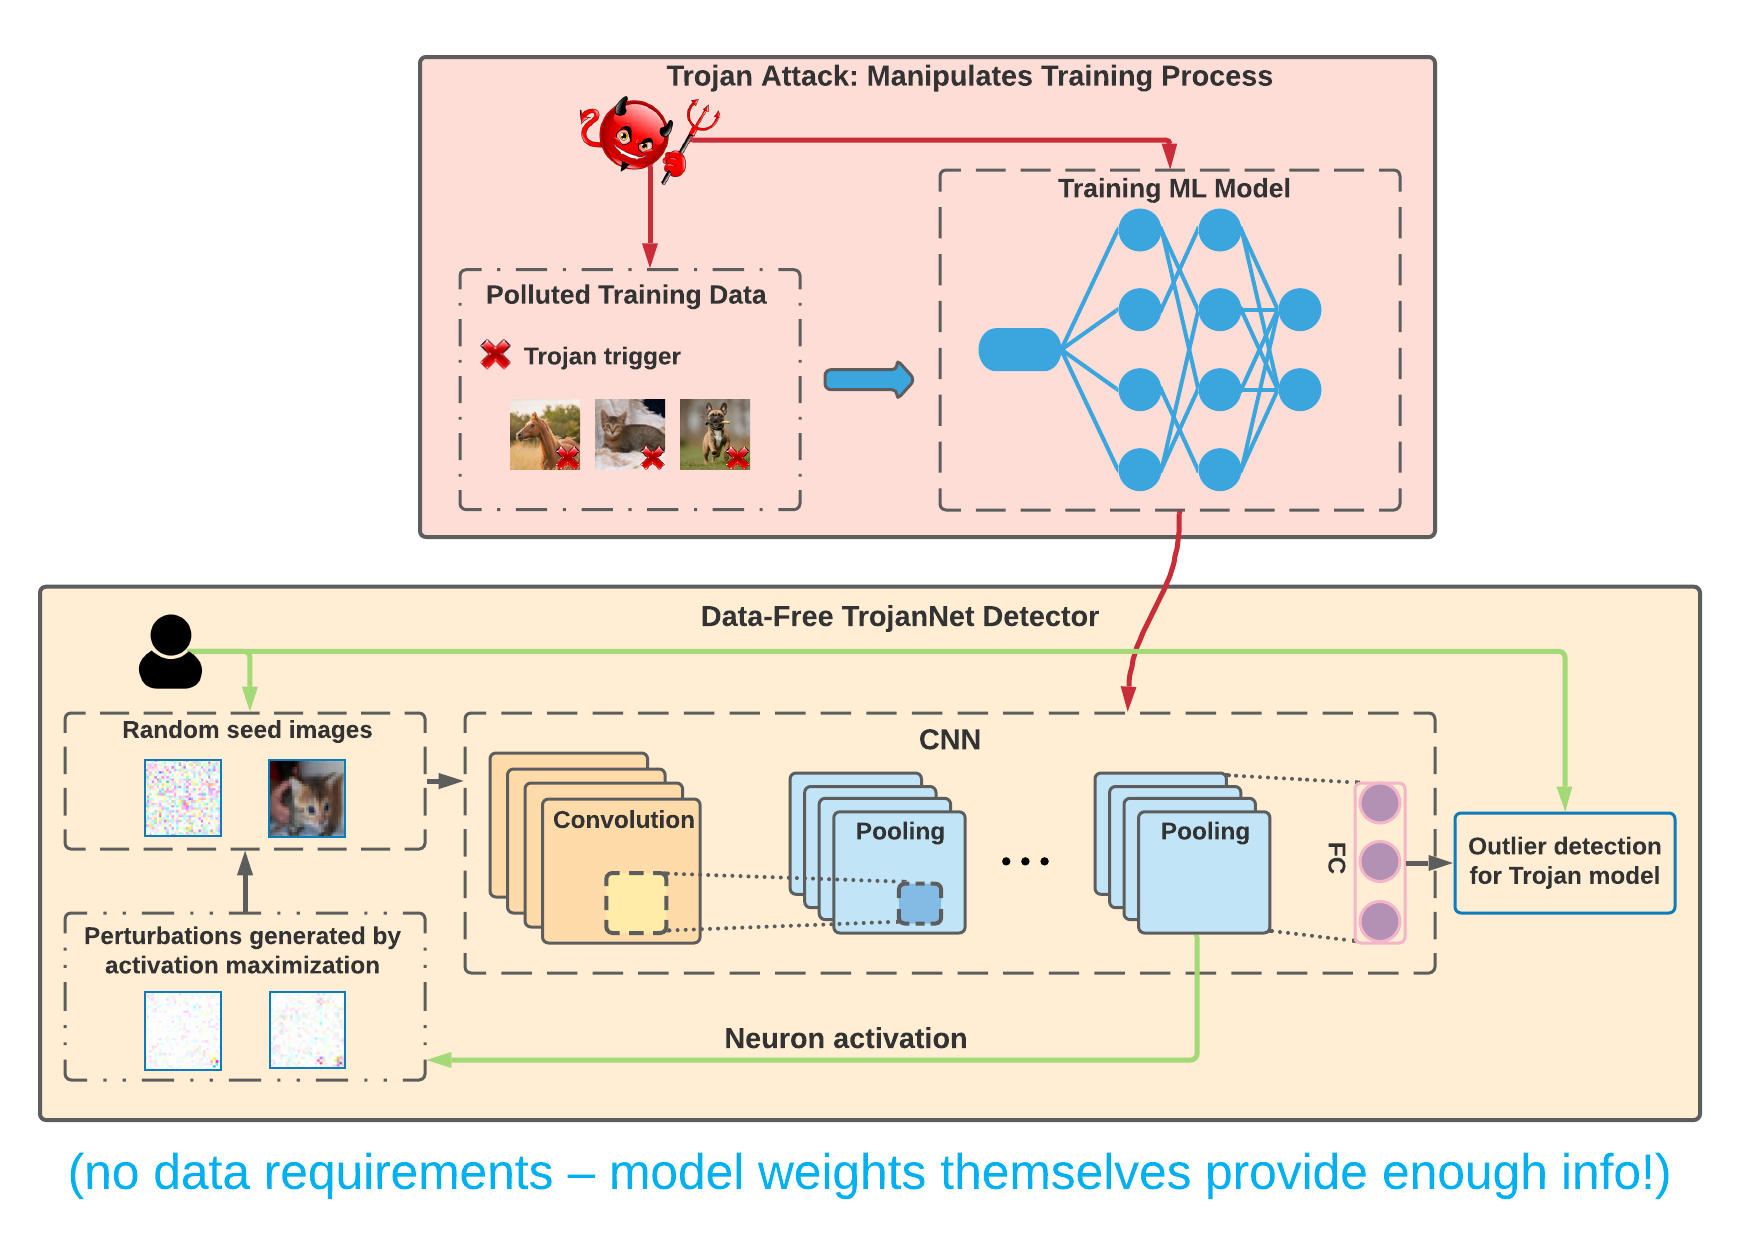 Trojan Attack: Manipulates Training Process
Training ML Model
Polluted Training Data
Trojan trigger
Data-Free TrojanNet Detector
Random seed images
CNN
Convolution
Pooling
...
Pooling
FC
Outlier detection
for Trojan model
Perturbations generated by
activation maximization
Neuron activation
(no data requirements – model weights themselves provide enough info!)